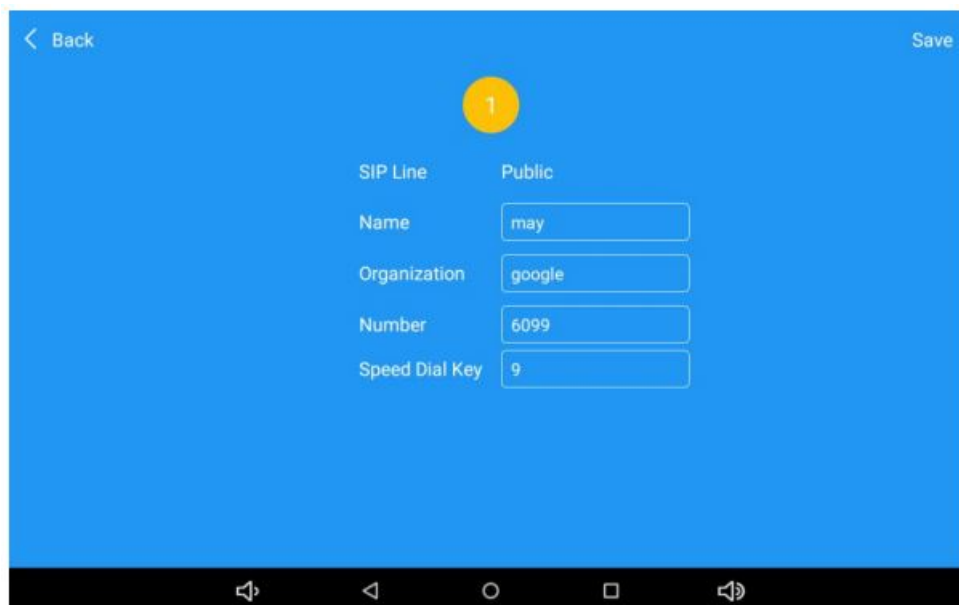 Back Save
1
SIP Line Public
Name may
Organization google
Number 6099
Speed Dial Key 9